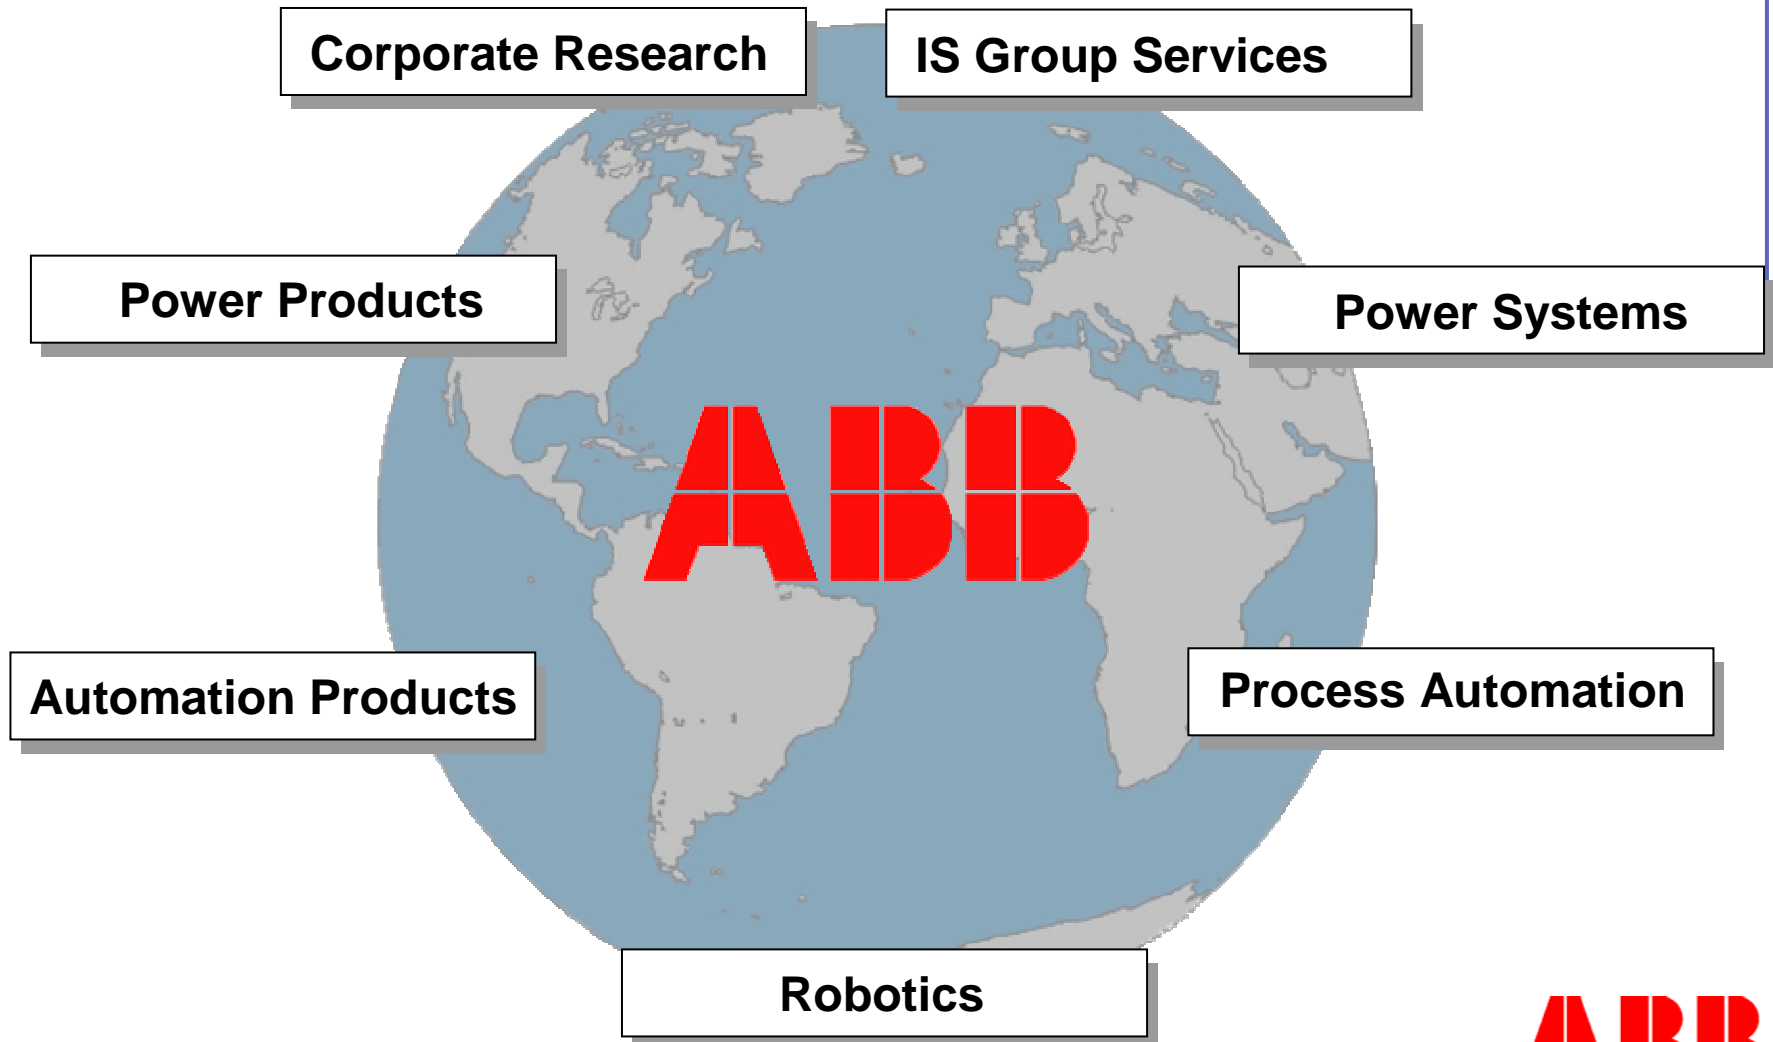 Corporate Research
IS Group Services
Power Products
Power Systems
ABB
Automation Products
Process Automation
Robotics
ABB